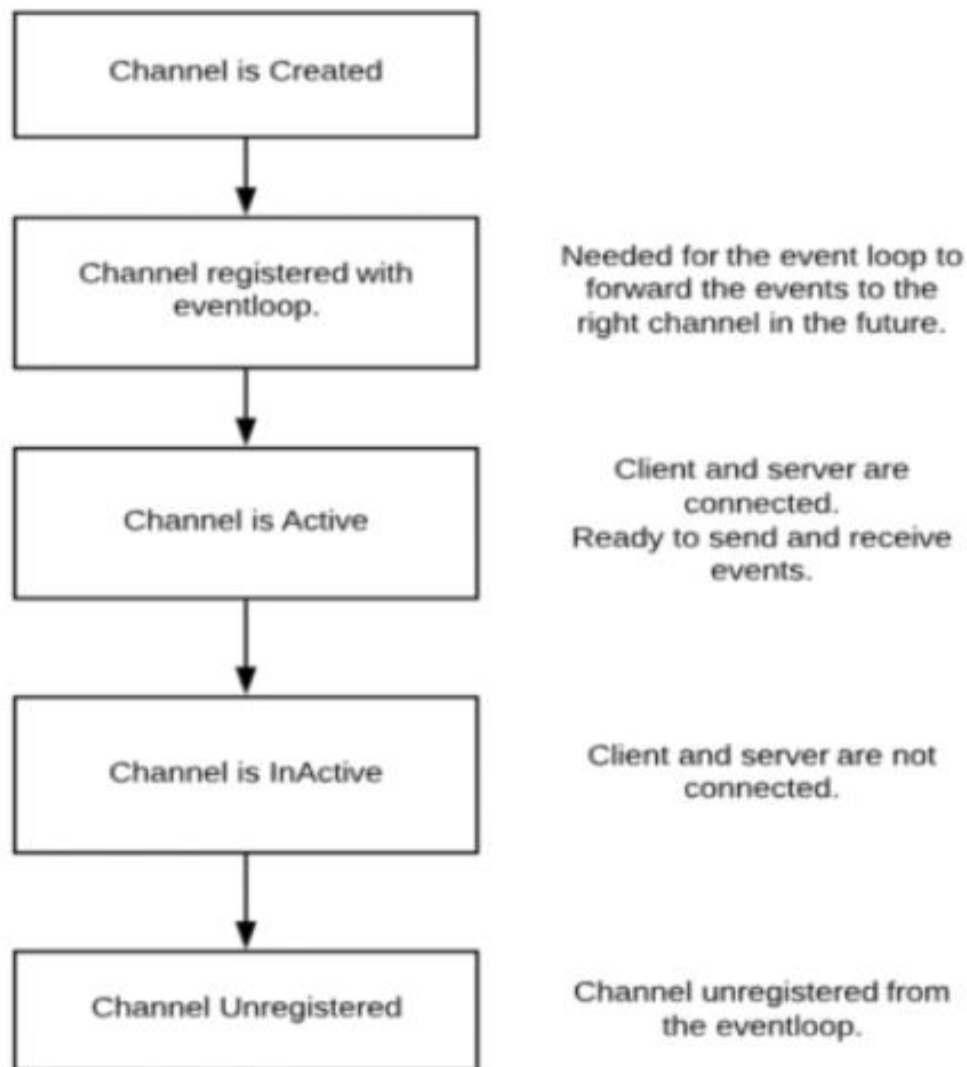 Channel is Created
Channel registered with
eventloop.
Needed for the event loop to
forward the events to the
right channel in the future.
Channel is Active
Client and server are
connected.
Ready to send and receive
events.
Channel is InActive
Client and server are not
connected.
Channel Unregistered
Channel unregistered from
the eventloop.